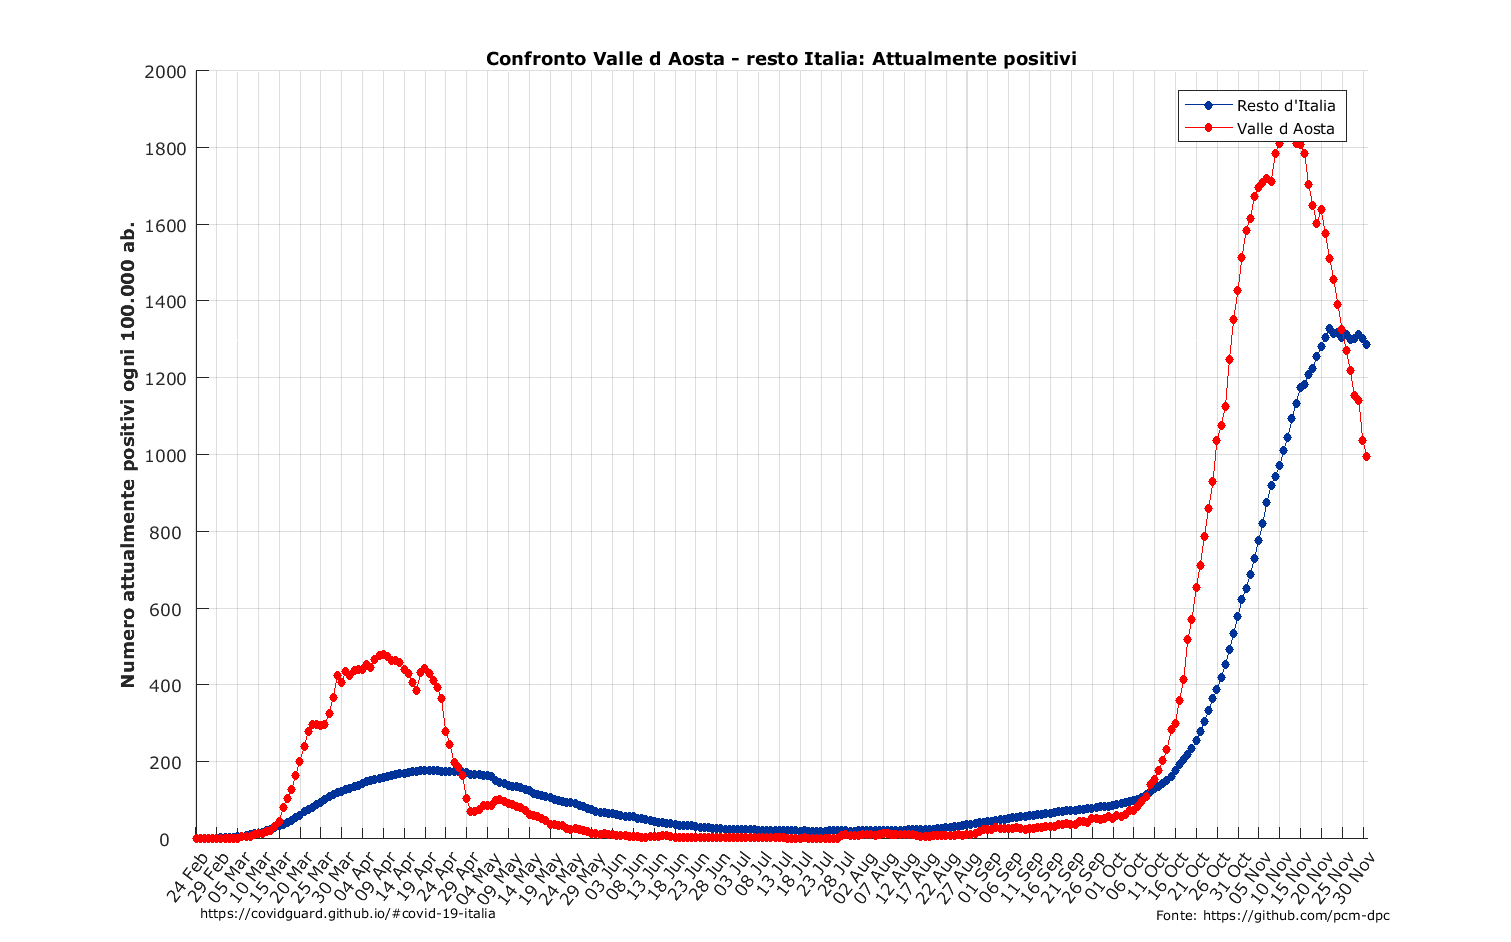 Confronto Valle d Aosta - resto Italia: Attualmente positivi
Resto d'Italia
Valle d Aosta
Numero attualmente positivi ogni 100.000 ab.
2000
1800
1600
1400
1200
1000
800
600
400
200
0
24 Feb
29 Feb
05 Mar
10 Mar
15 Mar
20 Mar
25 Mar
30 Mar
04 Apr
09 Apr
14 Apr
19 Apr
24 Apr
29 Apr
04 May
09 May
14 May
19 May
24 May
29 May
03 Jun
08 Jun
13 Jun
18 Jun
23 Jun
28 Jun
03 Jul
08 Jul
13 Jul
18 Jul
23 Jul
28 Jul
02 Aug
07 Aug
12 Aug
17 Aug
22 Aug
27 Aug
01 Sep
06 Sep
11 Sep
16 Sep
21 Sep
26 Sep
01 Oct
06 Oct
11 Oct
16 Oct
21 Oct
26 Oct
31 Oct
05 Nov
10 Nov
15 Nov
20 Nov
25 Nov
30 Nov
https://covidguard.github.io/#covid-19-italia
Fonte: https://github.com/pcm-dpc